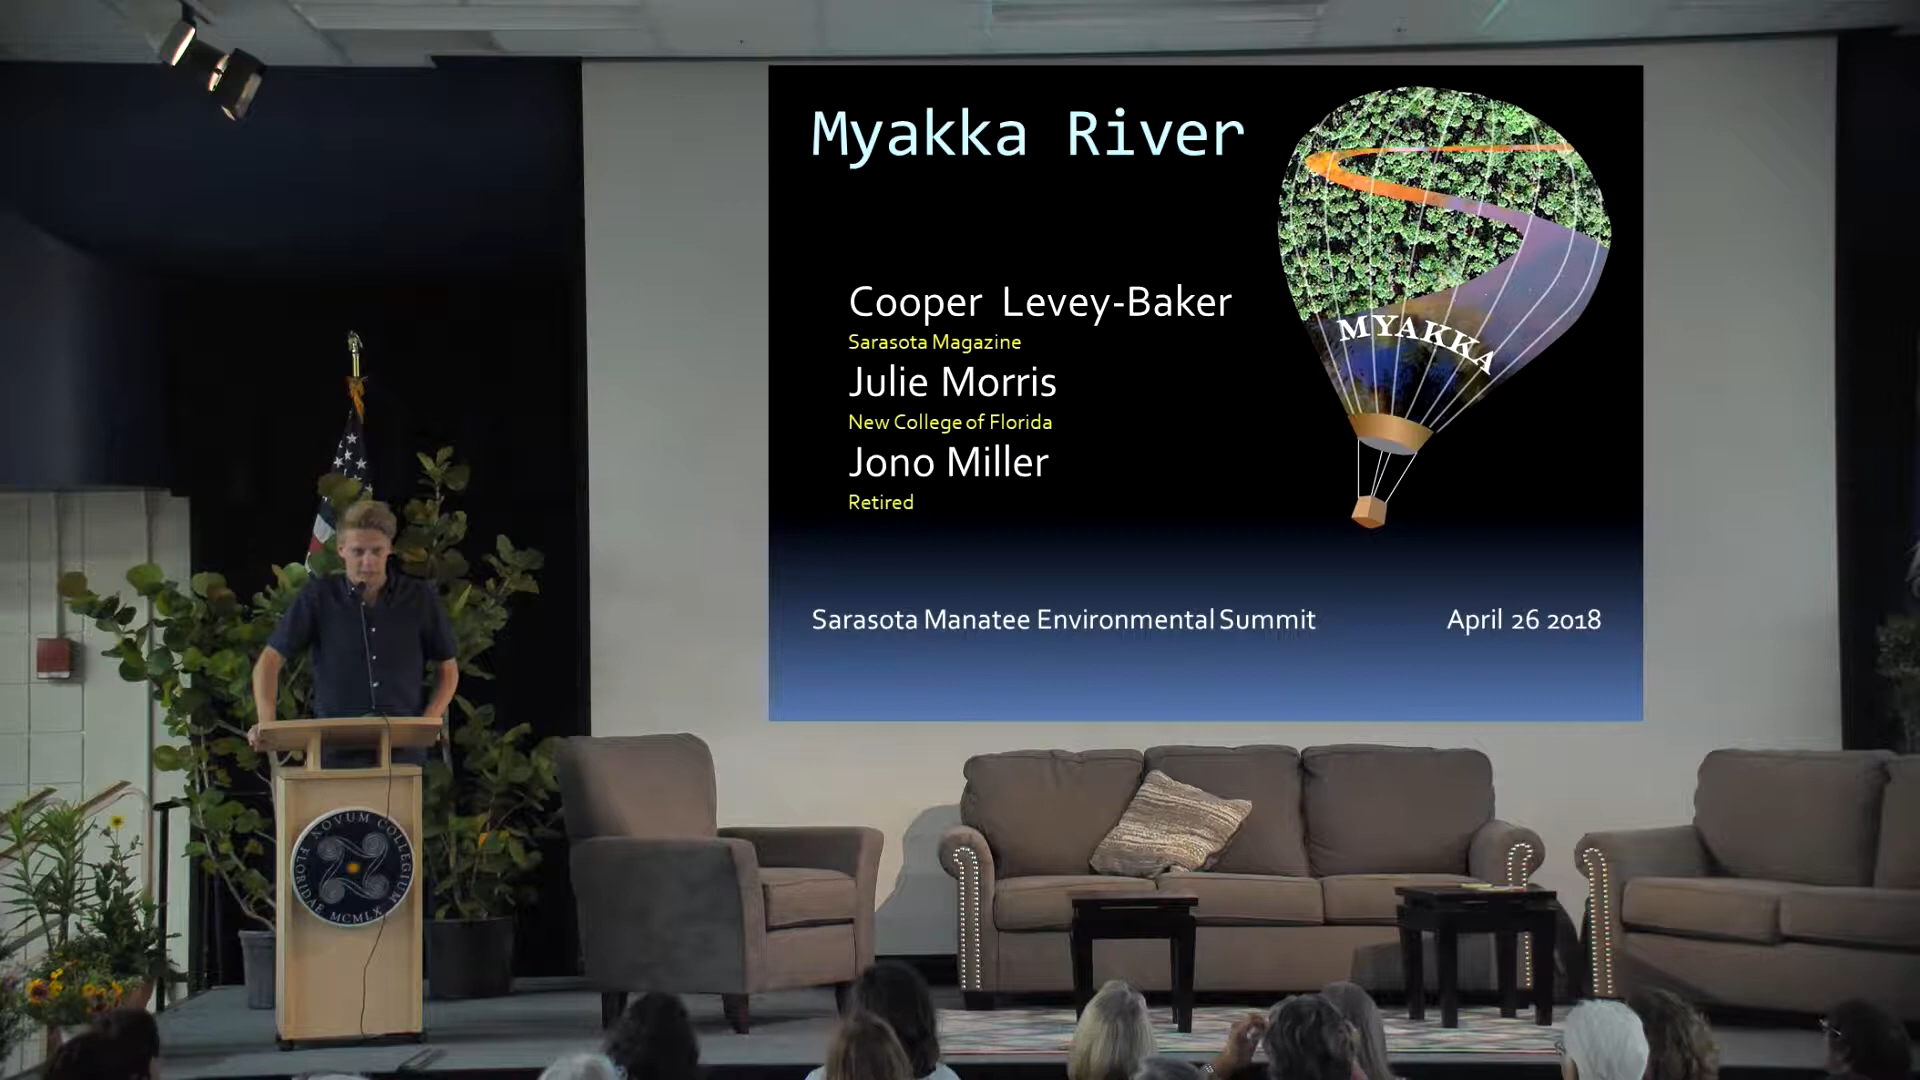 Myakka River
MYAKKA
Cooper Levey-Baker
Sarasota Magazine
Julie Morris
New College of Florida
Jono Miller
Retired
Sarasota Manatee Environmental Summit
April 26 2018
NOVUM COLLEGIUM
FLORIDAE MCMLX